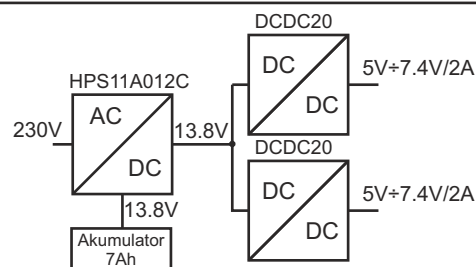 DCDC20
DC
DC
5V÷7.4V/2A
HPS11A012C
AC
DC
230V
13.8V
13.8V
Akumulator
7Ah
DCDC20
DC
DC
5V÷7.4V/2A